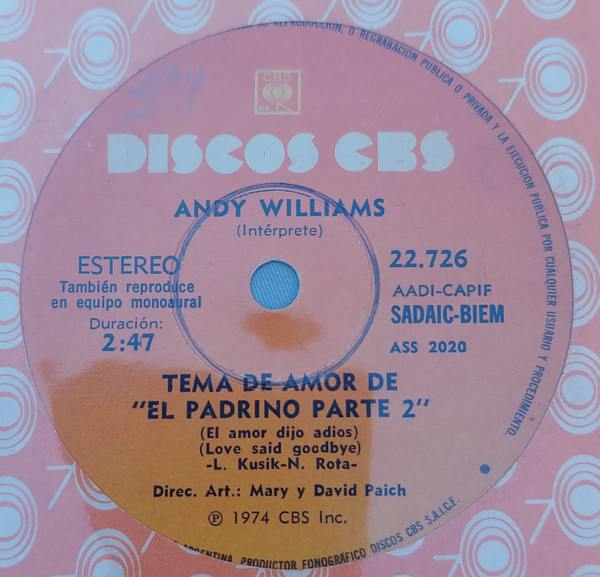 CBS
DISCOS CBS
ANDY WILLIAMS
(Intérprete)
ESTEREO
También reproduce
en equipo monoaural
Duración:
2:47
22.726
AADI-CAPIF
SADAIC-BIEM
ASS 2020
TEMA DE AMOR DE
"EL PADRINO PARTE 2"
(El amor dijo adios)
(Love said goodbye)
-L. Kusik-N. Rota-
Direc. Art.: Mary y David Paich
℗ 1974 CBS Inc.
SU REPRODUCCION, O REGRABACION PUBLICA O PRIVADA Y LA EJECUCION PUBLICA POR CUALQUIER USUARIO Y PROCEDIMIENTO.
ARGENTINA, PRODUCTOR FONOGRAFICO DISCOS CBS S.A.I.C.F.